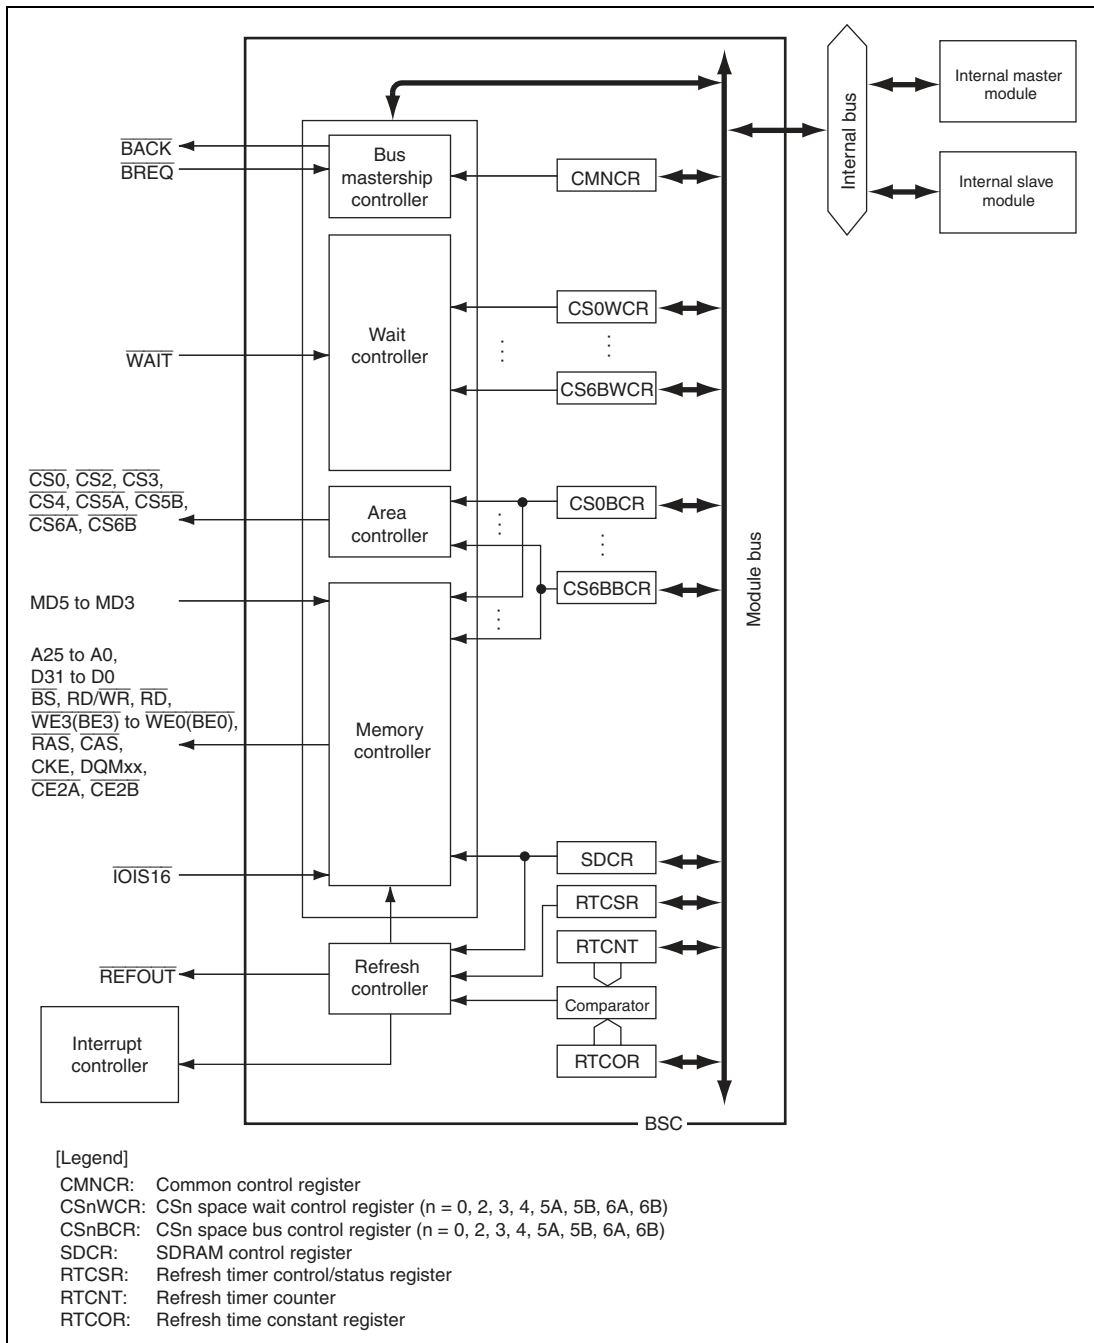 BACK
BREQ
Bus
mastership
controller
CMNCR
Internal bus
Internal master
module
Internal slave
module
WAIT
Wait
controller
CS0WCR
CS6BWCR
CS0, CS2, CS3,
CS4, CS5A, CS5B,
CS6A, CS6B
Area
controller
CS0BCR
CS6BBCR
Module bus
MD5 to MD3
A25 to A0,
D31 to D0
BS, RD/WR, RD,
WE3(BE3) to WE0(BE0),
RAS, CAS,
CKE, DQMxx,
CE2A, CE2B
Memory
controller
IOIS16
SDCR
RTCSR
RTCNT
Comparator
RTCOR
REFOUT
Refresh
controller
Interrupt
controller
BSC
[Legend]
CMNCR: Common control register
CSnWCR: CSn space wait control register (n = 0, 2, 3, 4, 5A, 5B, 6A, 6B)
CSnBCR: CSn space bus control register (n = 0, 2, 3, 4, 5A, 5B, 6A, 6B)
SDCR: SDRAM control register
RTCSR: Refresh timer control/status register
RTCNT: Refresh timer counter
RTCOR: Refresh time constant register